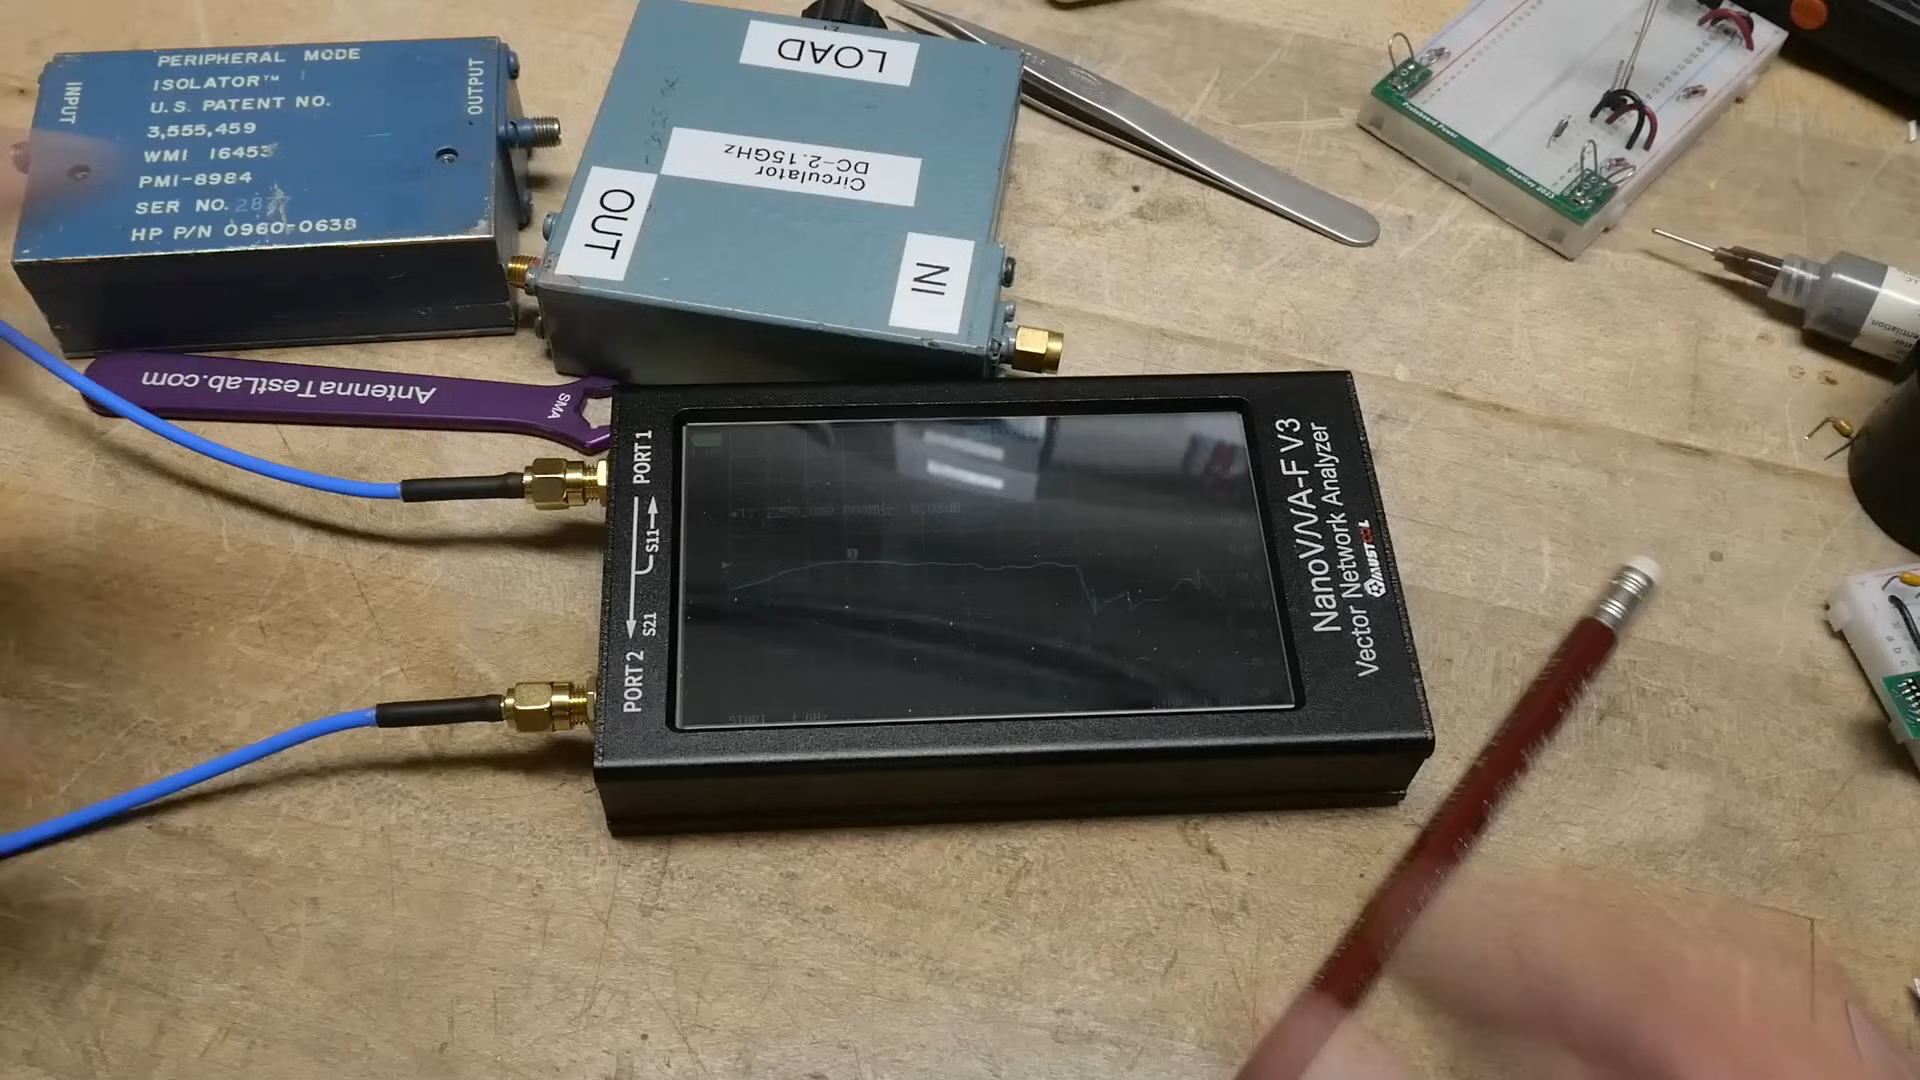 PERIPHERAL MODE
ISOLATOR™
U.S. PATENT NO.
3,555,459
WMI 16453
PMI-8984
SER NO.
HP P/N 0960-0638
INPUT
OUTPUT
LOAD
Circulator
DC-2.15GHz
OUT
IN
AntennaTestLab.com
SMA
PORT 1
S11
S21
PORT 2
NanoVNA-F V3
Vector Network Analyzer
Protoboard Power